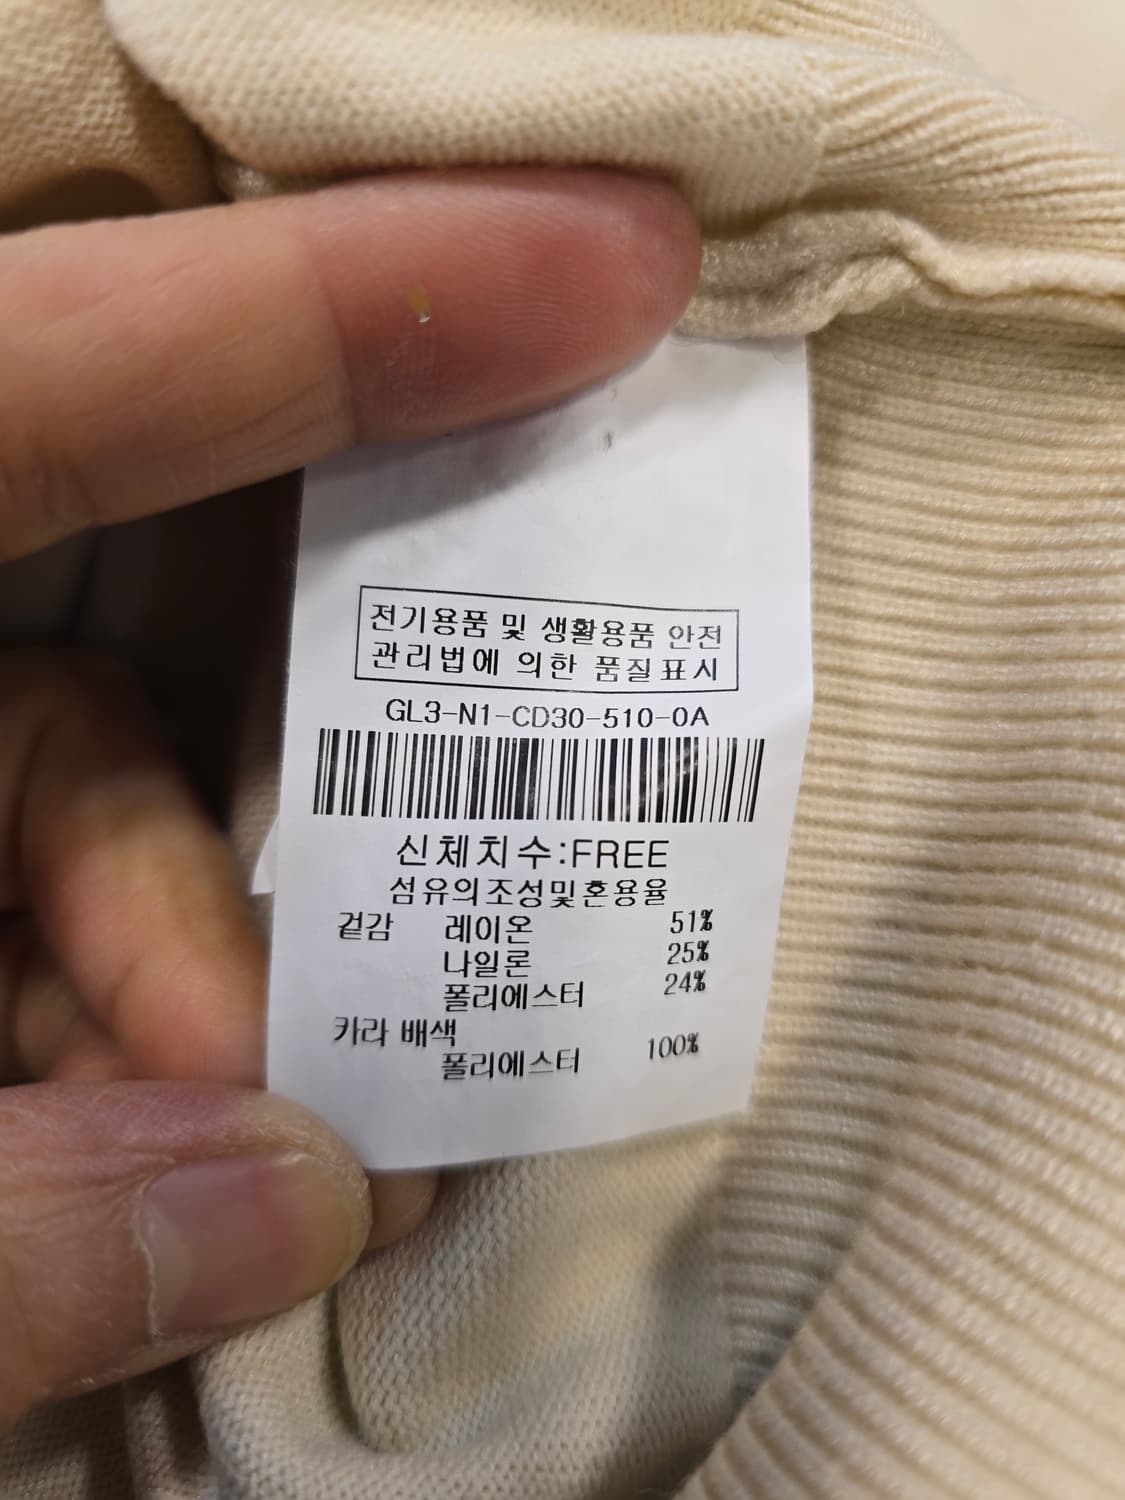 전기용품 및 생활용품 안전
관리법에 의한 품질표시
GL3-N1-CD30-510-0A
신체치수:FREE
섬유의조성및혼용율
겉감 레이온 51%
나일론 25%
폴리에스터 24%
카라 배색
폴리에스터 100%